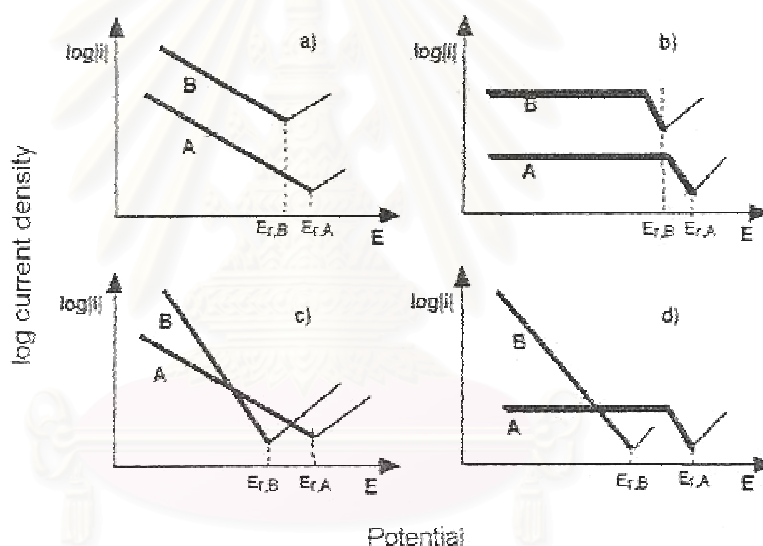 log|i| a)
B
A
E_r,B E_r,A E
log|i| b)
B
A
E_r,B E_r,A E
log current density
log|i| c)
B
A
E_r,B E_r,A E
log|i| d)
B
A
E_r,B E_r,A E
Potential